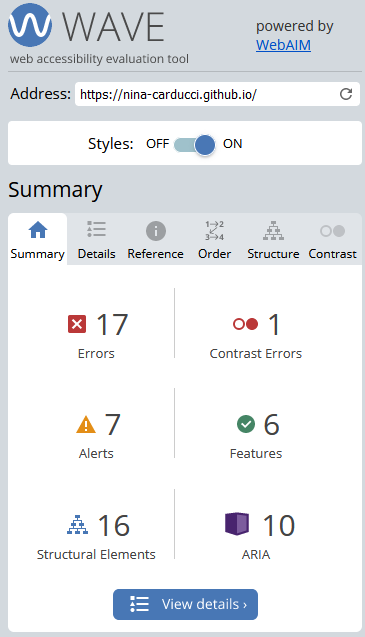 WAVE
powered by
WebAIM
web accessibility evaluation tool
Address: https://nina-carducci.github.io/
Styles: OFF ON
Summary
Summary Details Reference Order Structure Contrast
17 1
Errors Contrast Errors
7 6
Alerts Features
16 10
Structural Elements ARIA
View details ›